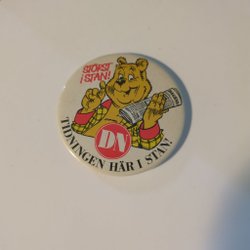 STÖRST
I STAN!
DN
TIDNINGEN HÄR I STAN!